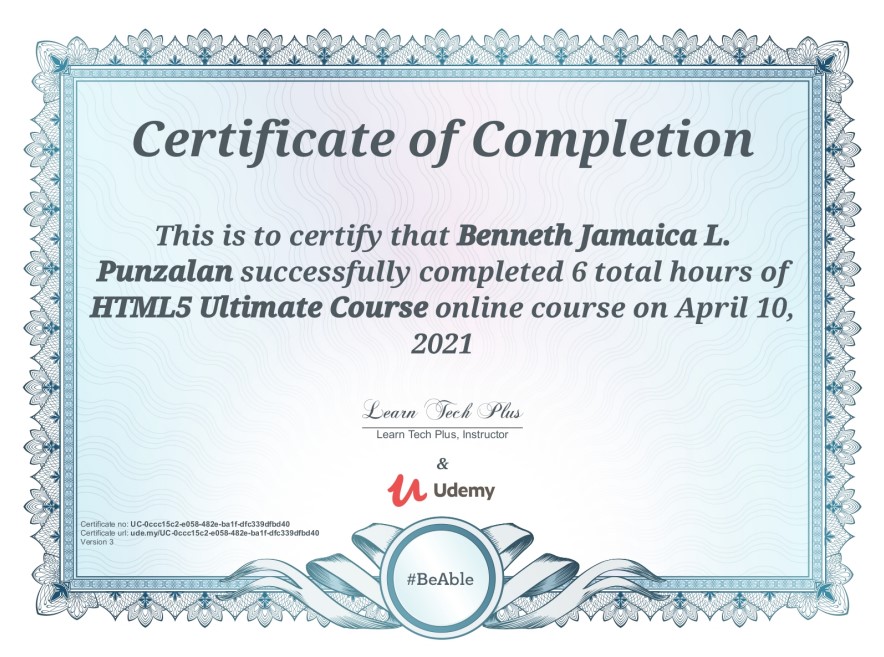 Certificate of Completion
This is to certify that Benneth Jamaica L.
Punzalan successfully completed 6 total hours of
HTML5 Ultimate Course online course on April 10,
2021
Learn Tech Plus
Learn Tech Plus, Instructor
&
Udemy
Certificate no: UC-0ccc15c2-e058-482e-ba1f-dfc339dfbd40
Certificate url: ude.my/UC-0ccc15c2-e058-482e-ba1f-dfc339dfbd40
Version 3
#BeAble